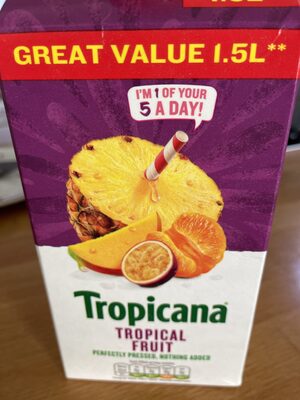 GREAT VALUE 1.5L**
I'M 1 OF YOUR
5 A DAY!
Tropicana
TROPICAL
FRUIT
PERFECTLY PRESSED, NOTHING ADDED